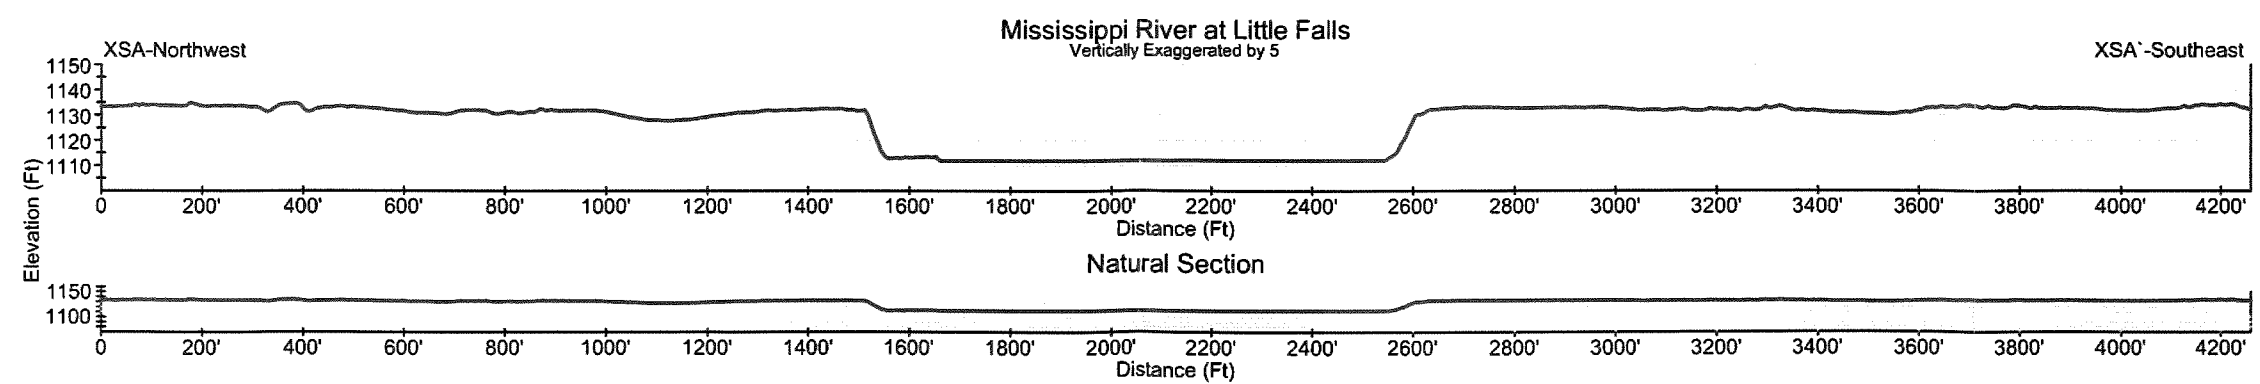 Mississippi River at Little Falls
XSA-Northwest Vertically Exaggerated by 5 XSA`-Southeast
1150
1140
1130
1120
1110
Elevation (Ft)
0 200' 400' 600' 800' 1000' 1200' 1400' 1600' 1800' 2000' 2200' 2400' 2600' 2800' 3000' 3200' 3400' 3600' 3800' 4000' 4200'
Distance (Ft)
Natural Section
1150
1100
0 200' 400' 600' 800' 1000' 1200' 1400' 1600' 1800' 2000' 2200' 2400' 2600' 2800' 3000' 3200' 3400' 3600' 3800' 4000' 4200'
Distance (Ft)